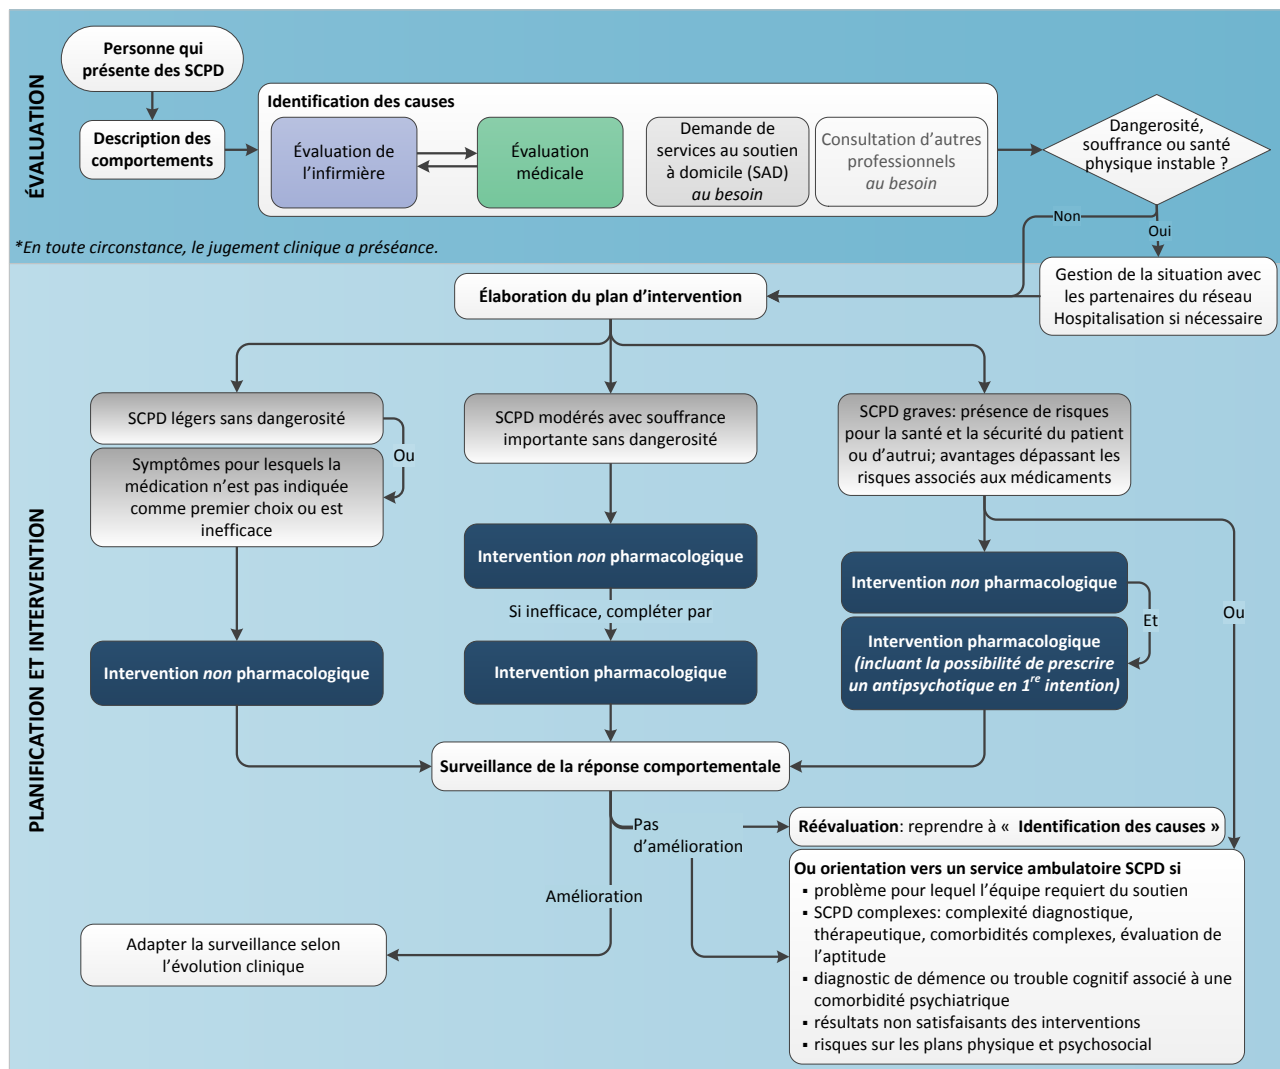 ÉVALUATION
Personne qui
présente des SCPD
Description des
comportements
Identification des causes
Évaluation de
l'infirmière
Évaluation
médicale
Demande de
services au soutien
à domicile (SAD)
au besoin
Consultation d'autres
professionnels
au besoin
Dangerosité,
souffrance ou santé
physique instable ?
Non
Oui
*En toute circonstance, le jugement clinique a préséance.
Gestion de la situation avec
les partenaires du réseau
Hospitalisation si nécessaire
PLANIFICATION ET INTERVENTION
Élaboration du plan d'intervention
SCPD légers sans dangerosité
Ou
Symptômes pour lesquels la
médication n'est pas indiquée
comme premier choix ou est
inefficace
Intervention non pharmacologique
SCPD modérés avec souffrance
importante sans dangerosité
Intervention non pharmacologique
Si inefficace, compléter par
Intervention pharmacologique
SCPD graves: présence de risques
pour la santé et la sécurité du patient
ou d'autrui; avantages dépassant les
risques associés aux médicaments
Intervention non pharmacologique
Et
Ou
Intervention pharmacologique
(incluant la possibilité de prescrire
un antipsychotique en 1re intention)
Surveillance de la réponse comportementale
Pas
d'amélioration
Amélioration
Adapter la surveillance selon
l'évolution clinique
Réévaluation: reprendre à « Identification des causes »
Ou orientation vers un service ambulatoire SCPD si
▪ problème pour lequel l'équipe requiert du soutien
▪ SCPD complexes: complexité diagnostique,
thérapeutique, comorbidités complexes, évaluation de
l'aptitude
▪ diagnostic de démence ou trouble cognitif associé à une
comorbidité psychiatrique
▪ résultats non satisfaisants des interventions
▪ risques sur les plans physique et psychosocial